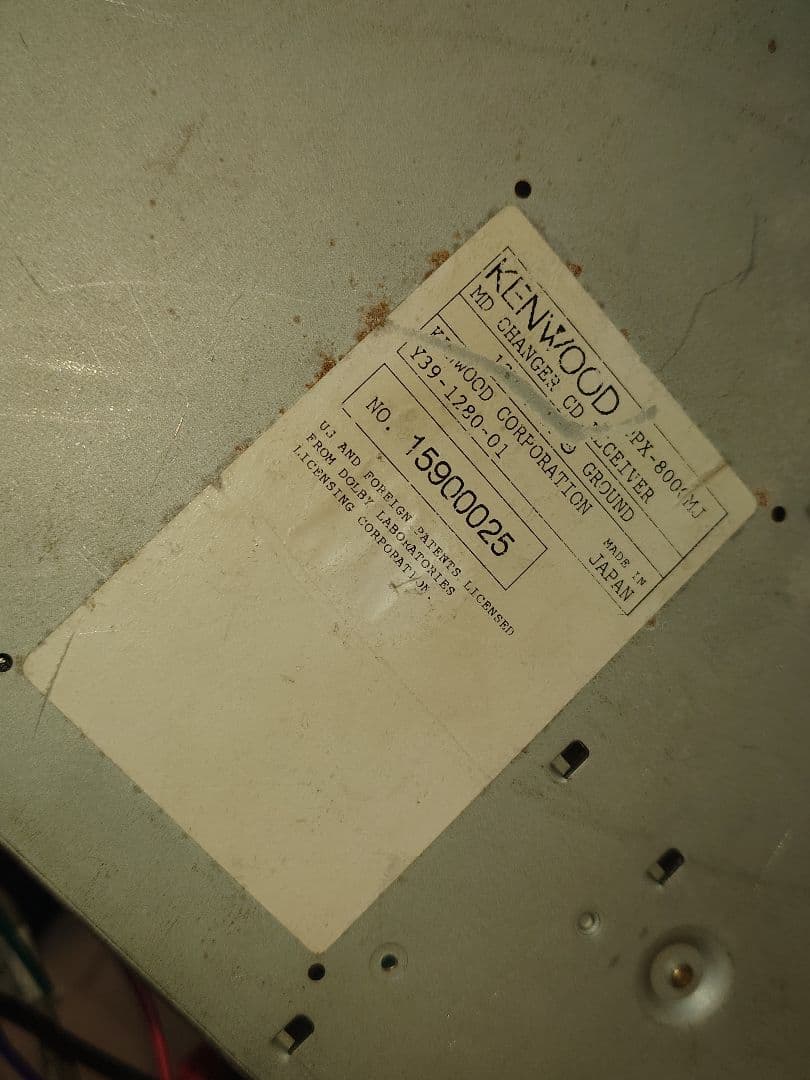 KENWOOD
MD CHANGER CD RECEIVER
GROUND
KENWOOD CORPORATION
Y39-1280-01
MADE IN
JAPAN
NO. 15900025
U.S AND FOREIGN PATENTS LICENSED
FROM DOLBY LABORATORIES
LICENSING CORPORATION.